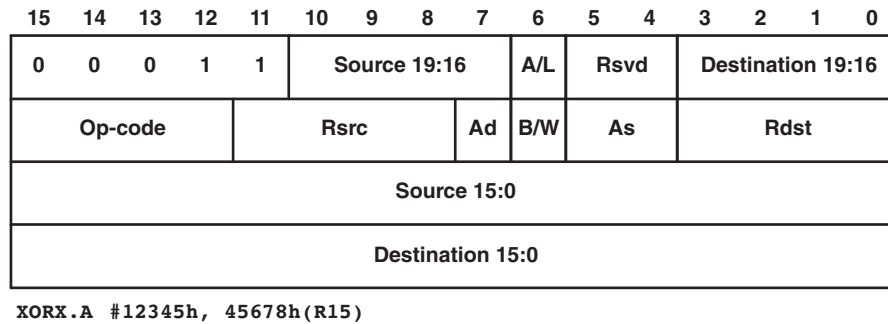 15 14 13 12 11 10 9 8 7 6 5 4 3 2 1 0
0 0 0 1 1 Source 19:16 A/L Rsvd Destination 19:16
Op-code Rsrc Ad B/W As Rdst
Source 15:0
Destination 15:0
XORX.A #12345h, 45678h(R15)